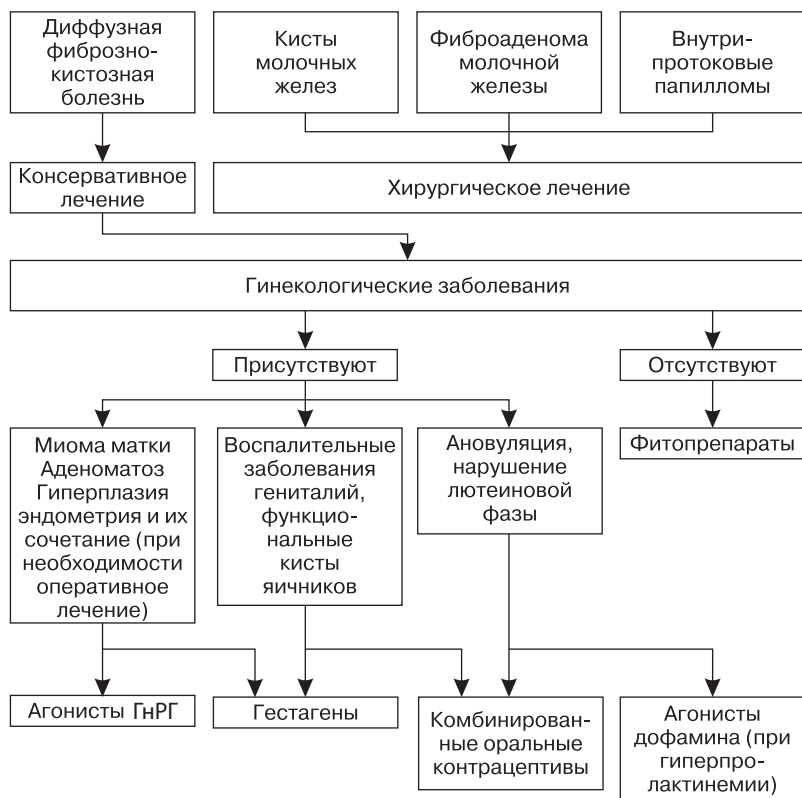 Диффузная
фиброзно-
кистозная
болезнь
Кисты
молочных
желез
Фиброаденома
молочной
железы
Внутри-
протоковые
папилломы
Консервативное
лечение
Хирургическое лечение
Гинекологические заболевания
Присутствуют
Отсутствуют
Миома матки
Аденоматоз
Гиперплазия
эндометрия и их
сочетание (при
необходимости
оперативное
лечение)
Воспалительные
заболевания
гениталий,
функцио-
нальные
кисты
яичников
Ановуляция,
нарушение
лютеиновой
фазы
Фитопрепараты
Агонисты ГнРГ
Гестагены
Комбинирован-
ные оральные
контрацептивы
Агонисты
дофамина (при
гиперпро-
лактинемии)